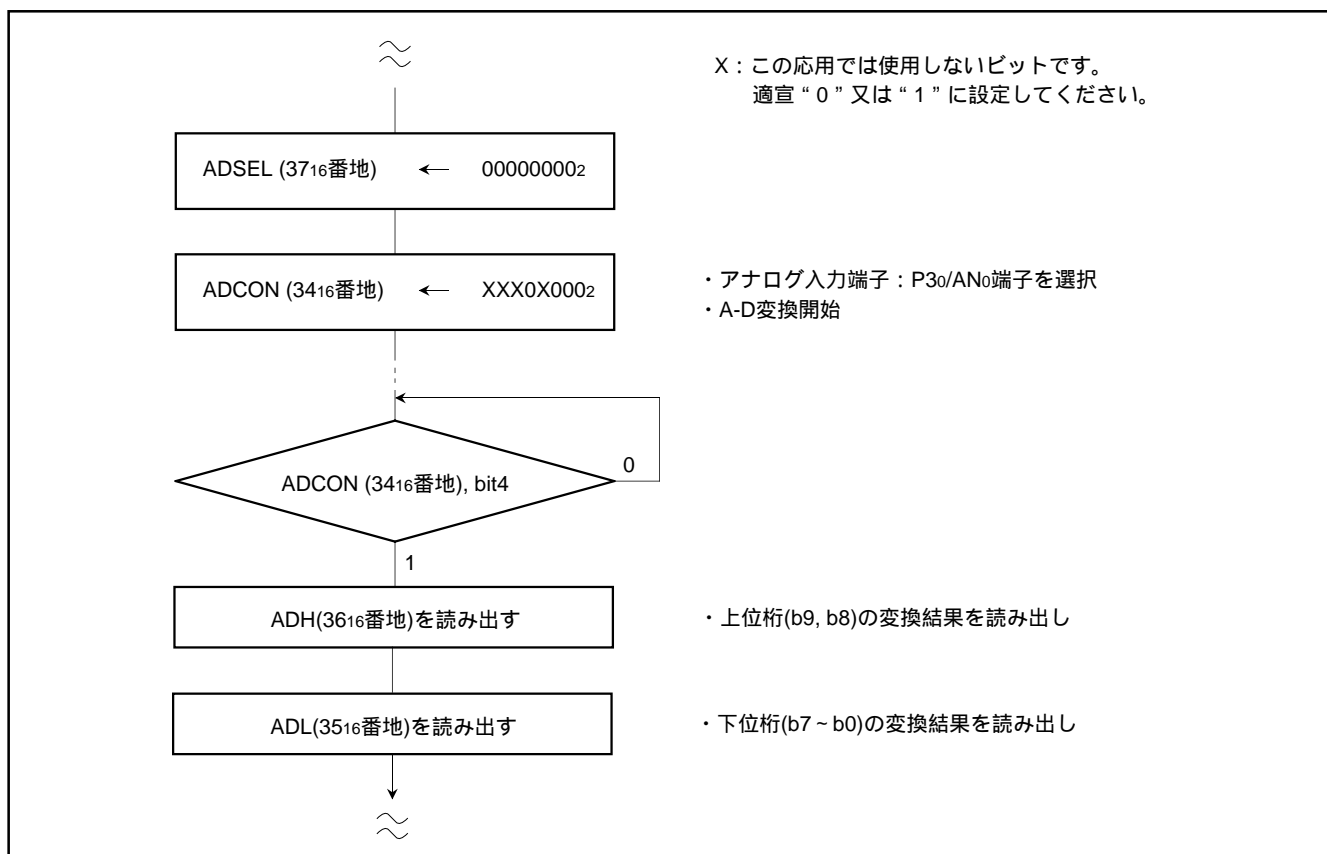 X：この応用では使用しないビットです。
適宜“0”又は“1”に設定してください。
ADSEL (3716番地) ← 000000002
ADCON (3416番地) ← XXX0X0002
・アナログ入力端子：P30/AN0端子を選択
・A-D変換開始
ADCON (3416番地), bit4
0
1
ADH(3616番地)を読み出す
・上位桁(b9, b8)の変換結果を読み出し
ADL(3516番地)を読み出す
・下位桁(b7～b0)の変換結果を読み出し